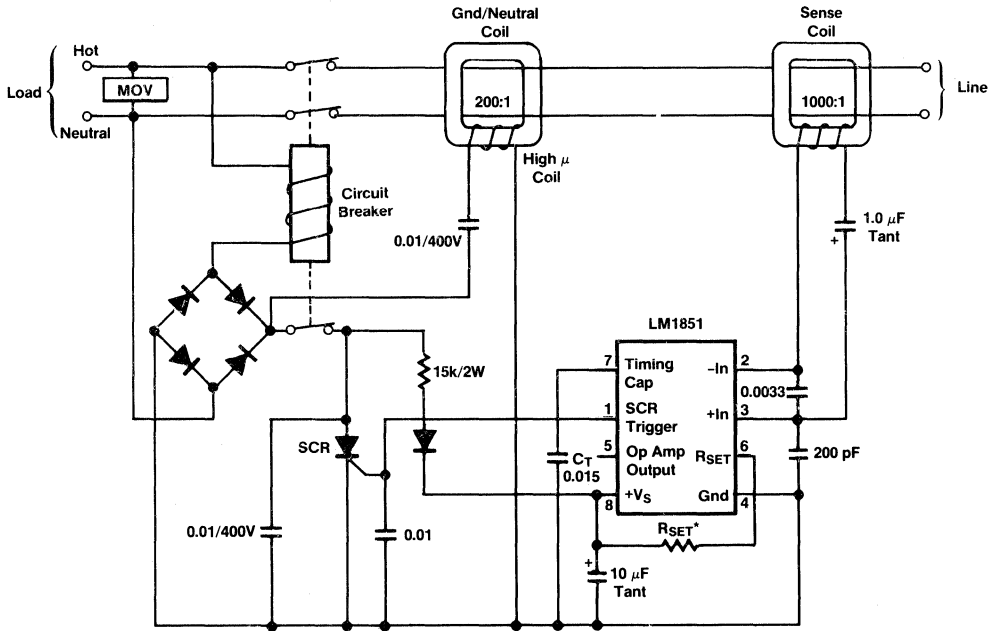 Gnd/Neutral
Coil
Sense
Coil
Hot
MOV
Load
Neutral
200:1
1000:1
Line
High μ
Coil
Circuit
Breaker
0.01/400V
1.0 μF
+
Tant
LM1851
15k/2W
7
Timing
Cap
–In
2
0.0033
1
SCR
Trigger
+In
3
SCR
CT
0.015
5
Op Amp
Output
RSET
6
200 pF
+VS
8
Gnd
4
0.01/400V
0.01
RSET*
+
10 μF
Tant